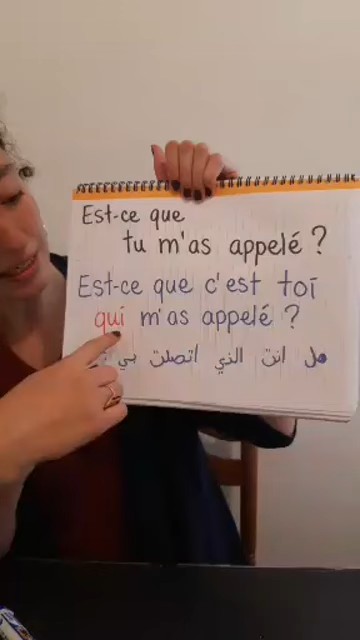 Est-ce que
tu m'as appelé ?
Est-ce que c'est toi
qui m'as appelé ?
هل انت الذي اتصلت بي ؟